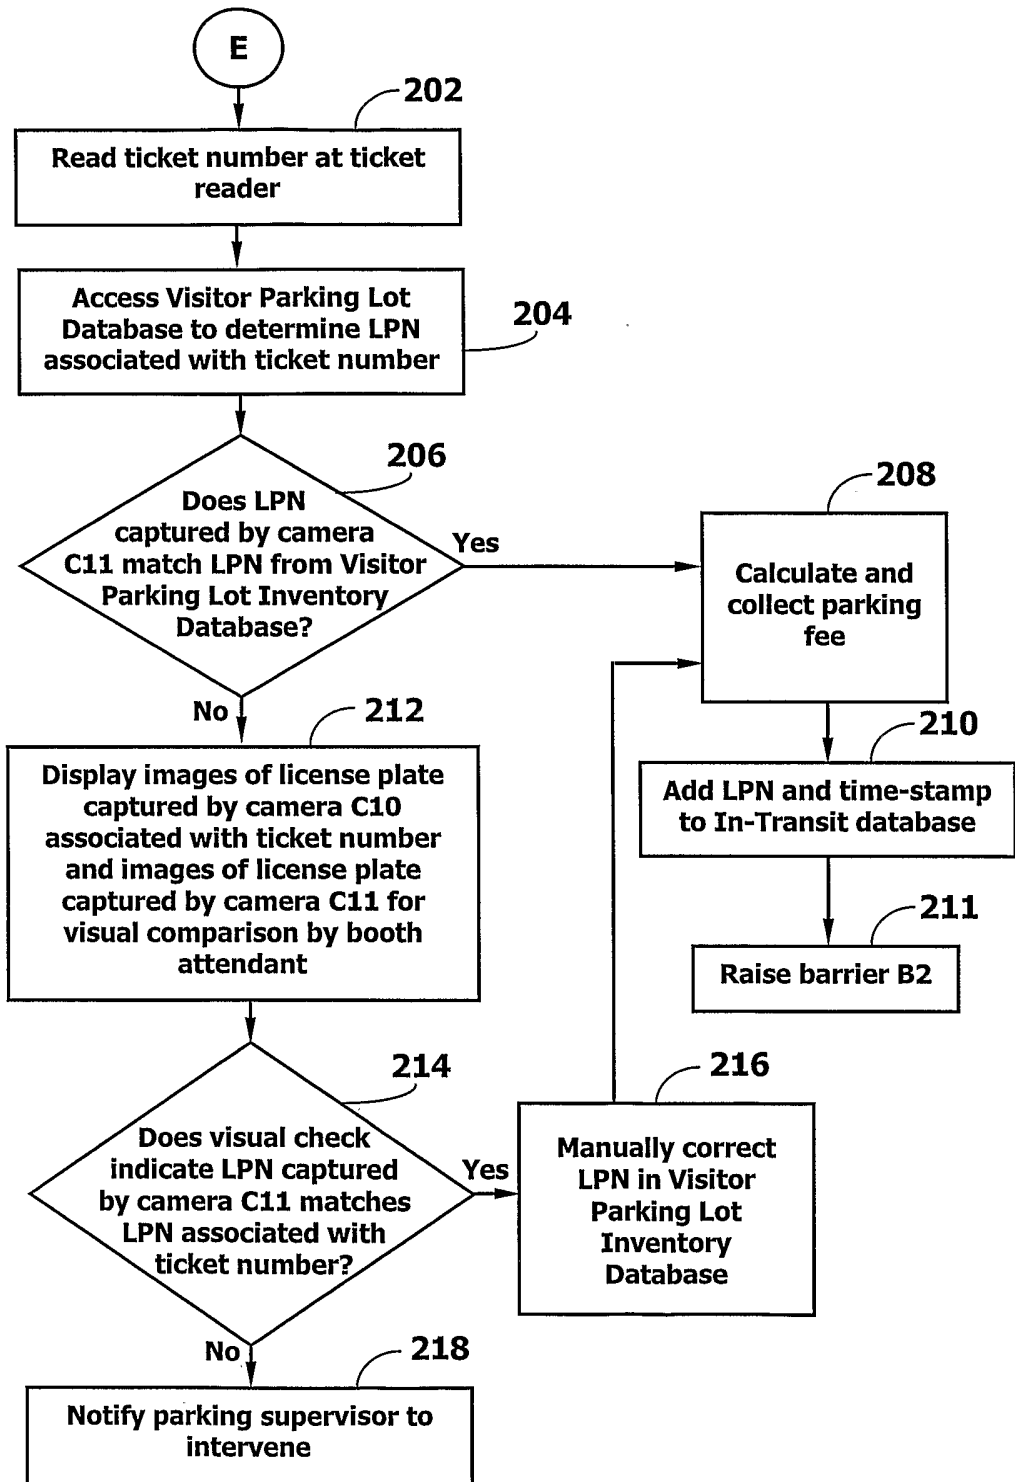 E
202
Read ticket number at ticket
reader
Access Visitor Parking Lot
Database to determine LPN
associated with ticket number
204
206
Does LPN
captured by camera
C11 match LPN from Visitor
Parking Lot Inventory
Database?
Yes
208
Calculate and
collect parking
fee
No
212
Display images of license plate
captured by camera C10
associated with ticket number
and images of license plate
captured by camera C11 for
visual comparison by booth
attendant
210
Add LPN and time-stamp
to In-Transit database
211
Raise barrier B2
214
Does visual check
indicate LPN captured
by camera C11 matches
LPN associated with
ticket number?
Yes
216
Manually correct
LPN in Visitor
Parking Lot
Inventory
Database
No
218
Notify parking supervisor to
intervene